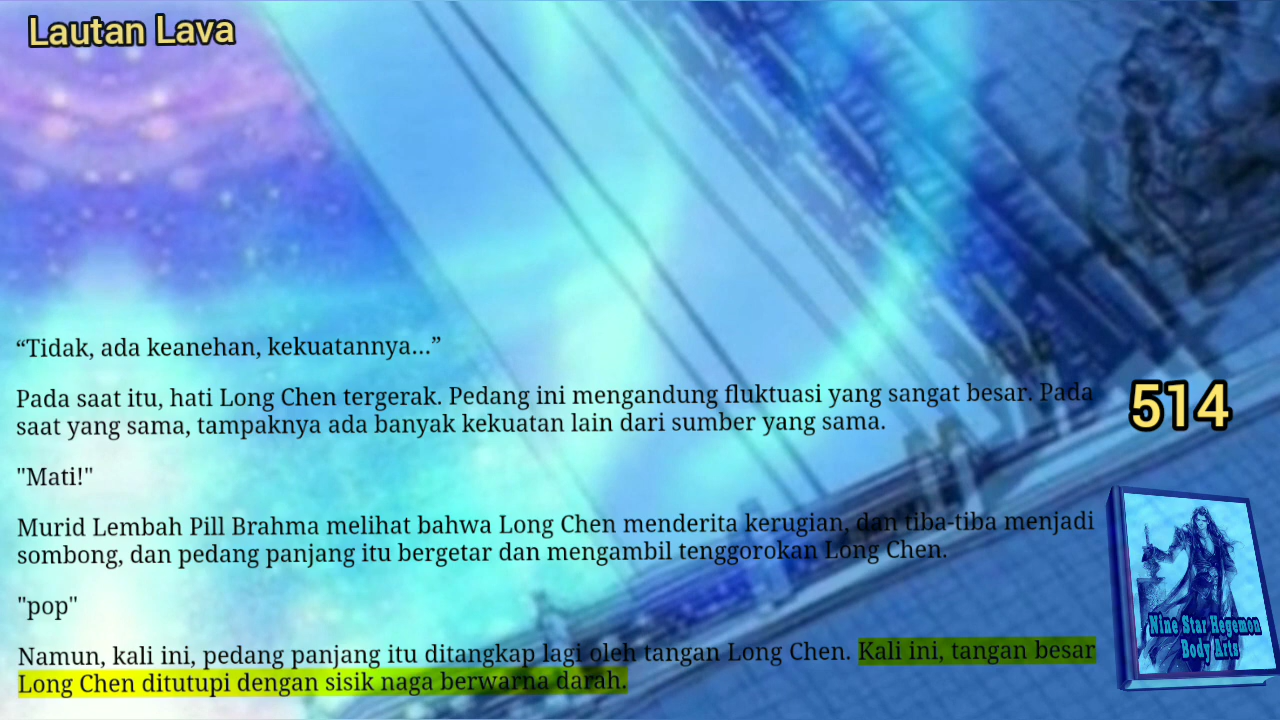 Lautan Lava
“Tidak, ada keanehan, kekuatannya...”
Pada saat itu, hati Long Chen tergerak. Pedang ini mengandung fluktuasi yang sangat besar. Pada
saat yang sama, tampaknya ada banyak kekuatan lain dari sumber yang sama.
"Mati!"
Murid Lembah Pill Brahma melihat bahwa Long Chen menderita kerugian, dan tiba-tiba menjadi
sombong, dan pedang panjang itu bergetar dan mengambil tenggorokan Long Chen.
"pop"
Namun, kali ini, pedang panjang itu ditangkap lagi oleh tangan Long Chen. Kali ini, tangan besar
Long Chen ditutupi dengan sisik naga berwarna darah.
514
Nine Star Hegemon
Body Arts